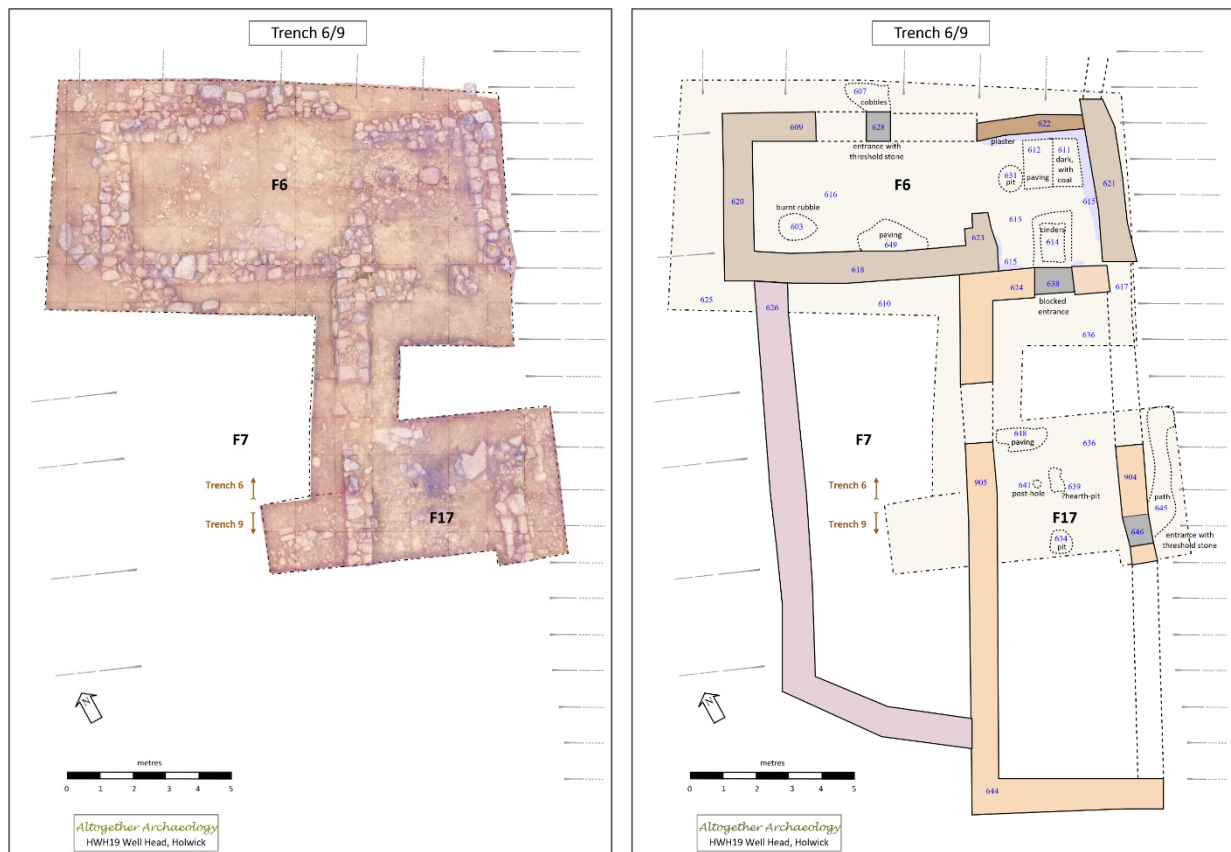 Trench 6/9
F6
F7
Trench 6
Trench 9
F17
N
metres
0 1 2 3 4 5
Altogether Archaeology
HWH19 Well Head, Holwick
Trench 6/9
607
cobbles
609
628
622
entrance with
threshold stone
plaster
612
611
dark,
with
coal
631
pit
paving
F6
616
620
621
615
burnt rubble
603
paving
649
613
623
cinders
614
615
618
624
638
617
blocked
entrance
625
626
610
636
F7
648
paving
636
Trench 6
905
641
post-hole
639
?hearth-pit
904
path
645
Trench 9
F17
646
entrance with
threshold stone
634
pit
N
metres
0 1 2 3 4 5
644
Altogether Archaeology
HWH19 Well Head, Holwick